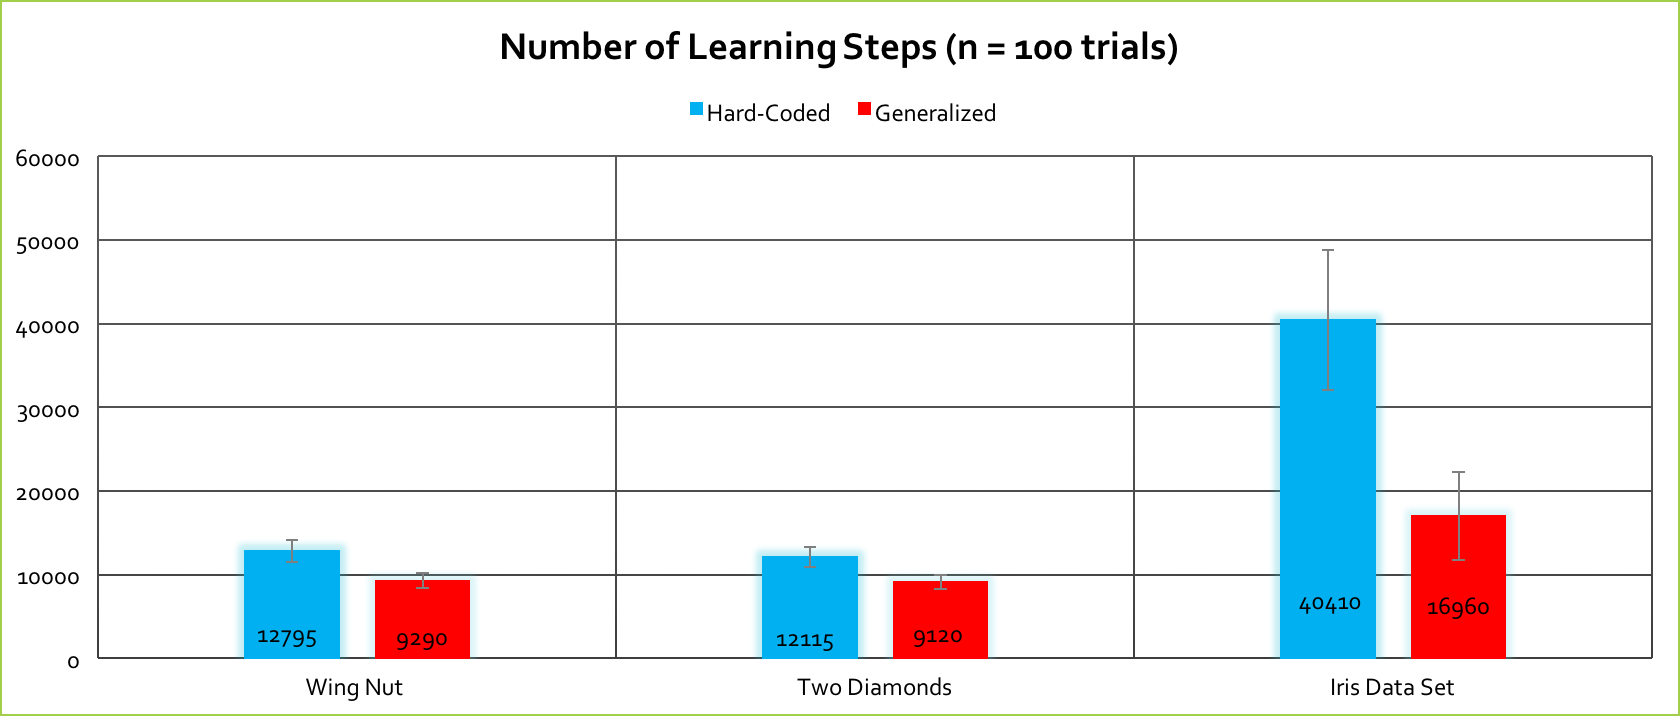 Number of Learning Steps (n = 100 trials)
Hard-Coded Generalized
60000
50000
40000
30000
20000
10000
0
12795 9290 12115 9120 40410 16960
Wing Nut Two Diamonds Iris Data Set